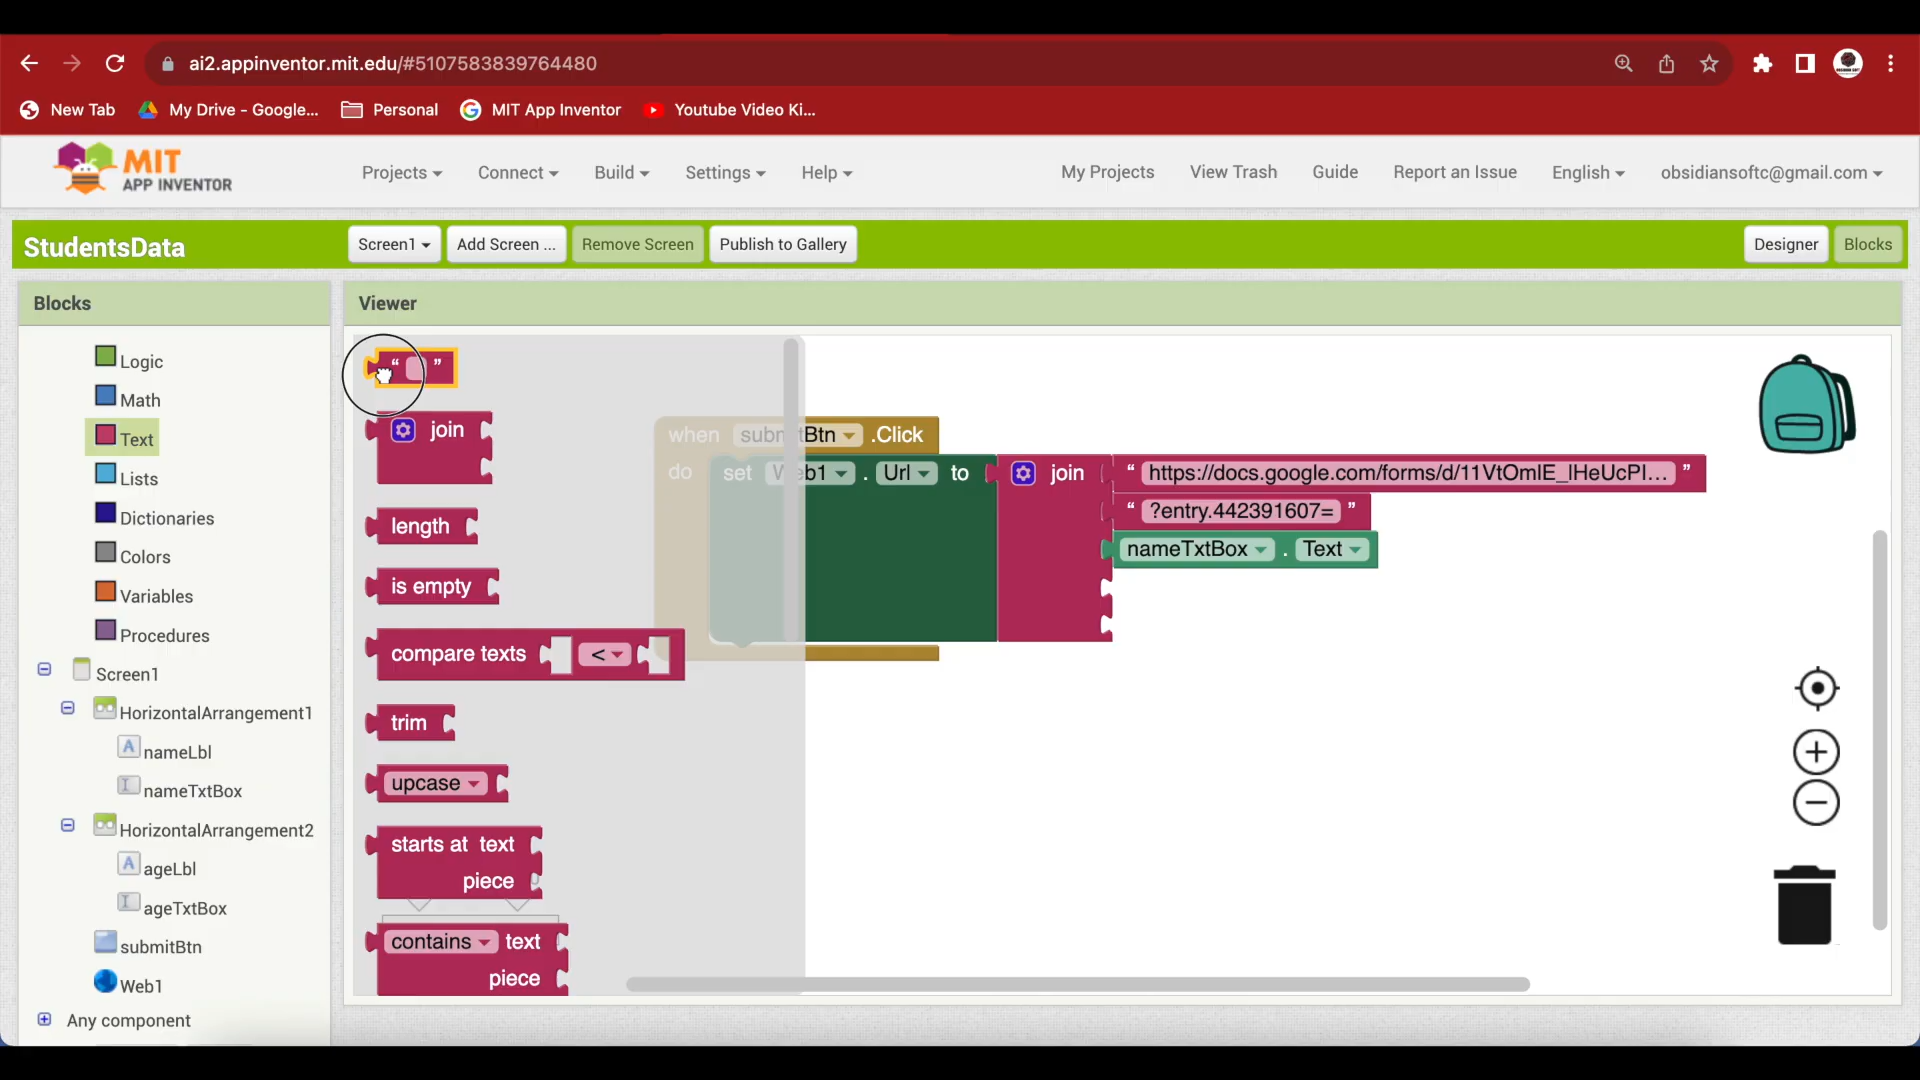 ai2.appinventor.mit.edu/#5107583839764480
New Tab My Drive - Google... Personal MIT App Inventor Youtube Video Ki...
MIT
APP INVENTOR
Projects Connect Build Settings Help My Projects View Trash Guide Report an Issue English obsidiansoftc@gmail.com
StudentsData Screen1 Add Screen ... Remove Screen Publish to Gallery Designer Blocks
Blocks Viewer
Logic
Math
Text
Lists
Dictionaries
Colors
Variables
Procedures
Screen1
HorizontalArrangement1
nameLbl
nameTxtBox
HorizontalArrangement2
ageLbl
ageTxtBox
submitBtn
Web1
Any component
“ ”
join
length
is empty
compare texts <
trim
upcase
starts at text
piece
contains text
piece
when submitBtn .Click
do set Web1 . Url to join “ https://docs.google.com/forms/d/11VtOmlE_lHeUcPl... ”
“ ?entry.442391607= ”
nameTxtBox . Text